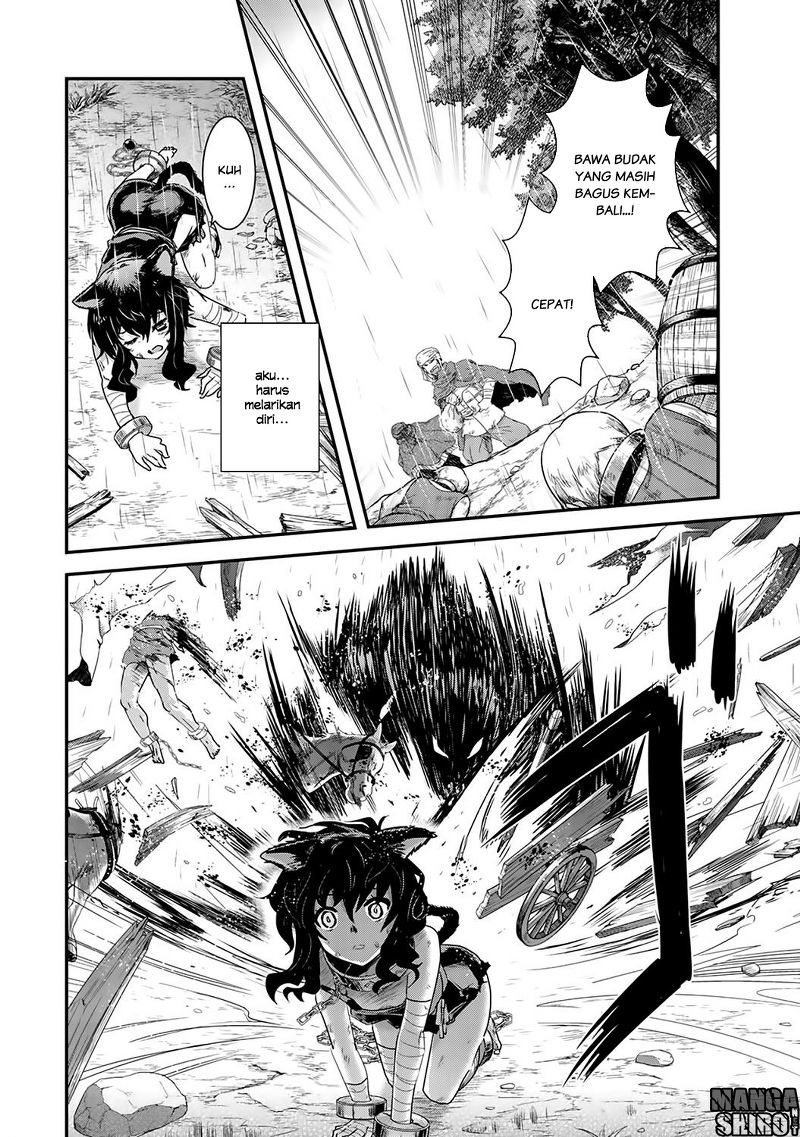 BAWA BUDAK
YANG MASIH
BAGUS KEM-
BALI...!
CEPAT!
KUH
...
aku...
harus
melarikan
diri...
MANGA
SHIRO